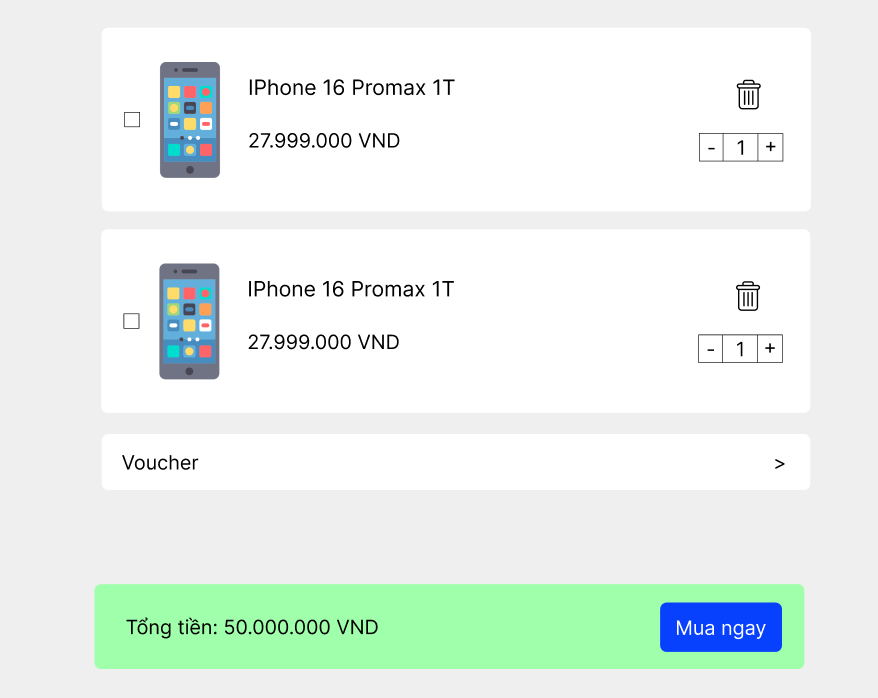 IPhone 16 Promax 1T
27.999.000 VND
- 1 +
IPhone 16 Promax 1T
27.999.000 VND
- 1 +
Voucher >
Tổng tiền: 50.000.000 VND
Mua ngay